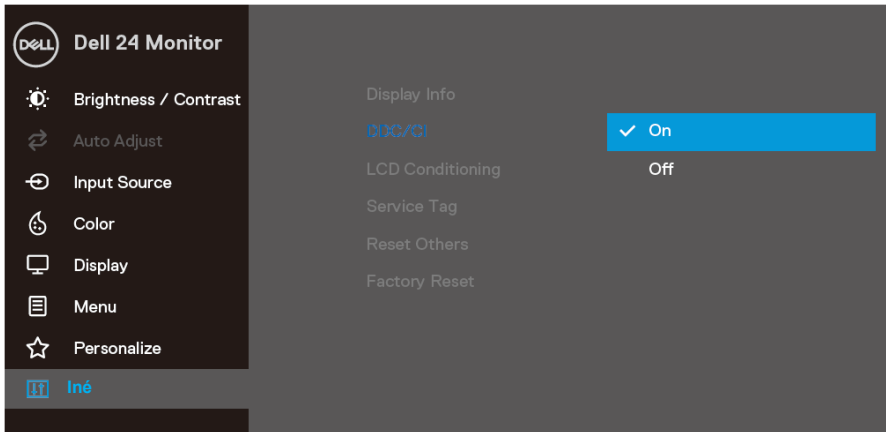 DELL
Dell 24 Monitor
Brightness / Contrast
Auto Adjust
Input Source
Color
Display
Menu
Personalize
Iné
Display Info
DDC/CI
LCD Conditioning
Service Tag
Reset Others
Factory Reset
On
Off